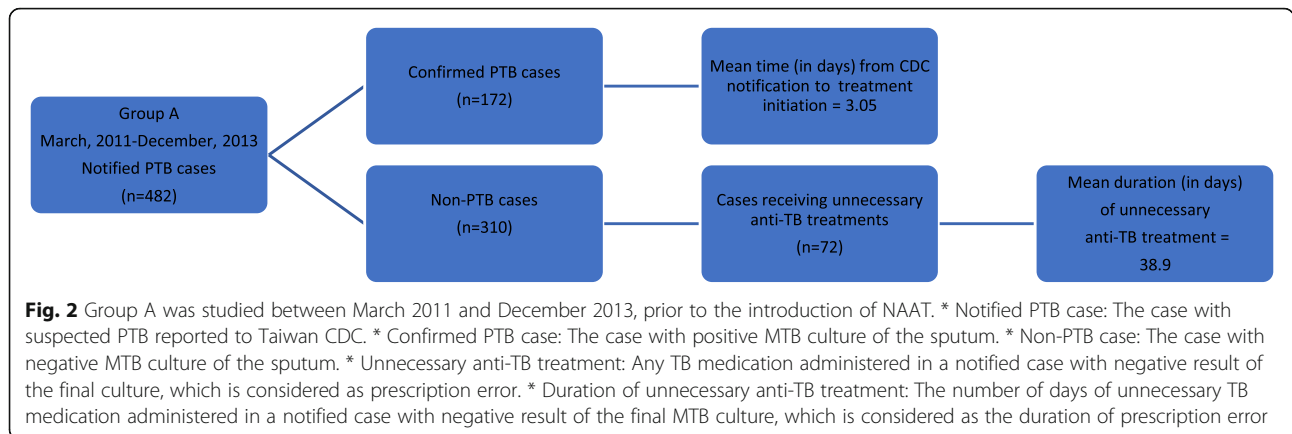 Group A
March, 2011-December, 2013
Notified PTB cases
(n=482)
Confirmed PTB cases
(n=172)
Mean time (in days) from CDC
notification to treatment
initiation = 3.05
Non-PTB cases
(n=310)
Cases receiving unnecessary
anti-TB treatments
(n=72)
Mean duration (in days)
of unnecessary
anti-TB treatment =
38.9
Fig. 2 Group A was studied between March 2011 and December 2013, prior to the introduction of NAAT. * Notified PTB case: The case with
suspected PTB reported to Taiwan CDC. * Confirmed PTB case: The case with positive MTB culture of the sputum. * Non-PTB case: The case with
negative MTB culture of the sputum. * Unnecessary anti-TB treatment: Any TB medication administered in a notified case with negative result of
the final culture, which is considered as prescription error. * Duration of unnecessary anti-TB treatment: The number of days of unnecessary TB
medication administered in a notified case with negative result of the final MTB culture, which is considered as the duration of prescription error